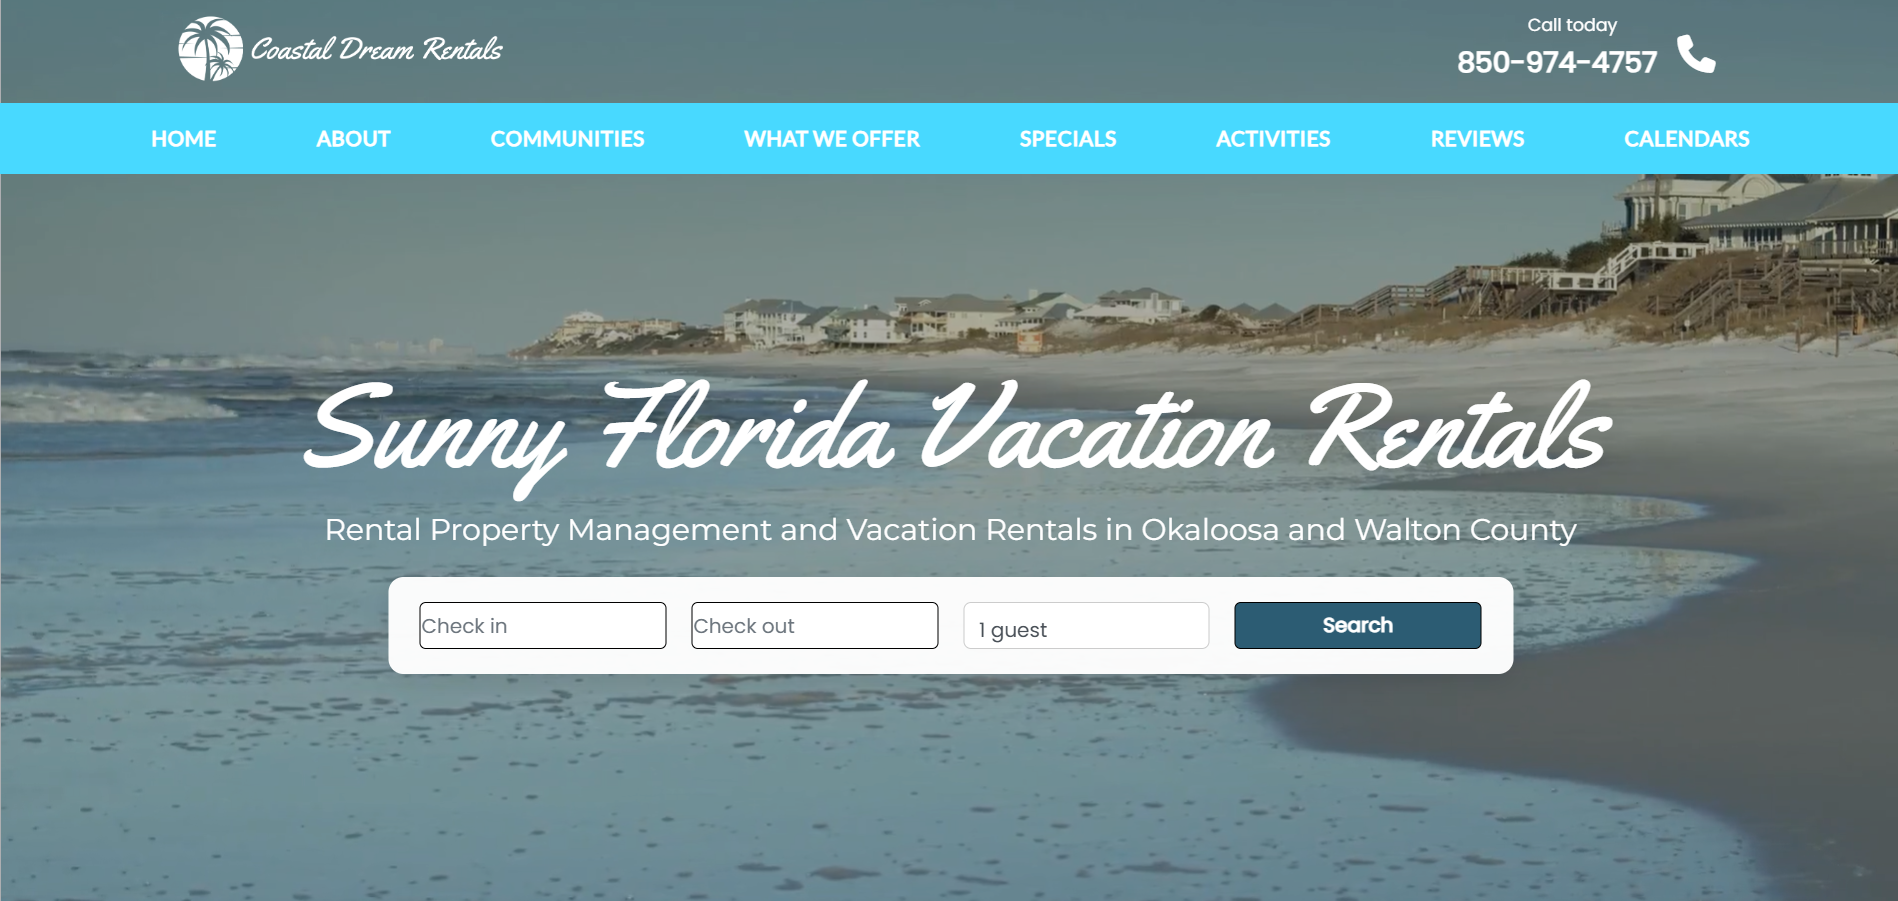 Coastal Dream Rentals
Call today
850-974-4757
HOME
ABOUT
COMMUNITIES
WHAT WE OFFER
SPECIALS
ACTIVITIES
REVIEWS
CALENDARS
Sunny Florida Vacation Rentals
Rental Property Management and Vacation Rentals in Okaloosa and Walton County
Check in
Check out
1 guest
Search